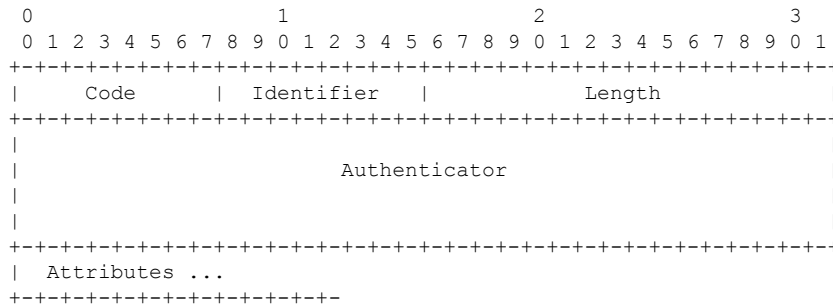 0                   1                   2                   3
 0 1 2 3 4 5 6 7 8 9 0 1 2 3 4 5 6 7 8 9 0 1 2 3 4 5 6 7 8 9 0 1
+-+-+-+-+-+-+-+-+-+-+-+-+-+-+-+-+-+-+-+-+-+-+-+-+-+-+-+-+-+-+-+--
|     Code      |  Identifier   |            Length             |
+-+-+-+-+-+-+-+-+-+-+-+-+-+-+-+-+-+-+-+-+-+-+-+-+-+-+-+-+-+-+-+--
|                                                               |
|                         Authenticator                         |
|                                                               |
|                                                               |
+-+-+-+-+-+-+-+-+-+-+-+-+-+-+-+-+-+-+-+-+-+-+-+-+-+-+-+-+-+-+-+--
|  Attributes ...
+-+-+-+-+-+-+-+-+-+-+-+-+-